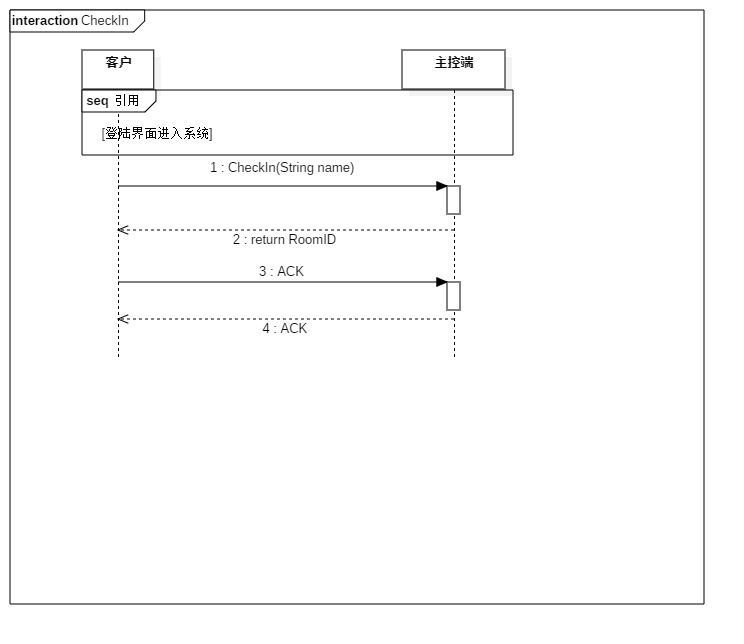 interaction CheckIn
客户
主控端
seq 引用
[登陆界面进入系统]
1 : CheckIn(String name)
2 : return RoomID
3 : ACK
4 : ACK